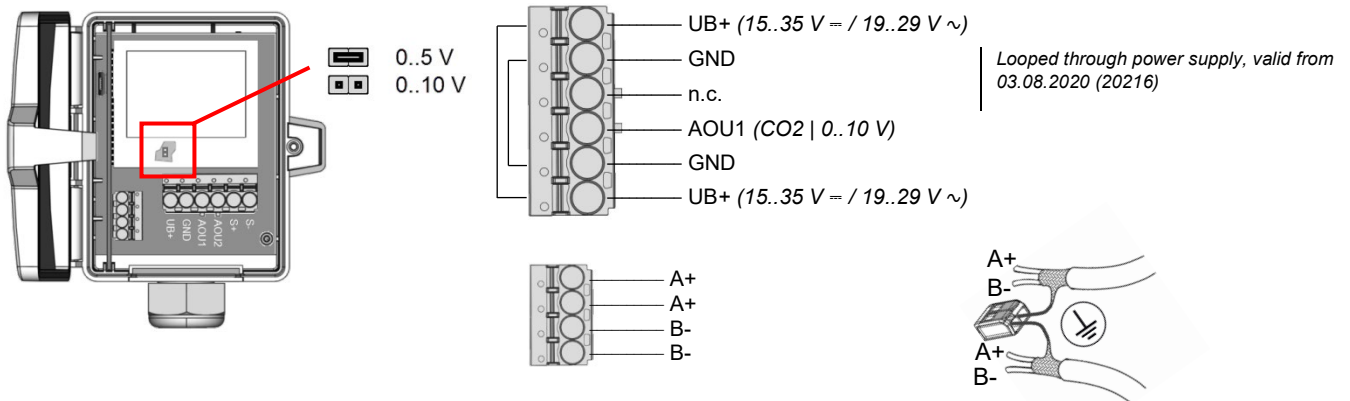 0..5 V
0..10 V
UB+
GND
AOU1
AOU2
S+
S-
UB+ (15..35 V ⎓ / 19..29 V ∿)
GND
n.c.
AOU1 (CO2 | 0..10 V)
GND
UB+ (15..35 V ⎓ / 19..29 V ∿)
Looped through power supply, valid from
03.08.2020 (20216)
A+
A+
B-
B-
A+
B-
A+
B-